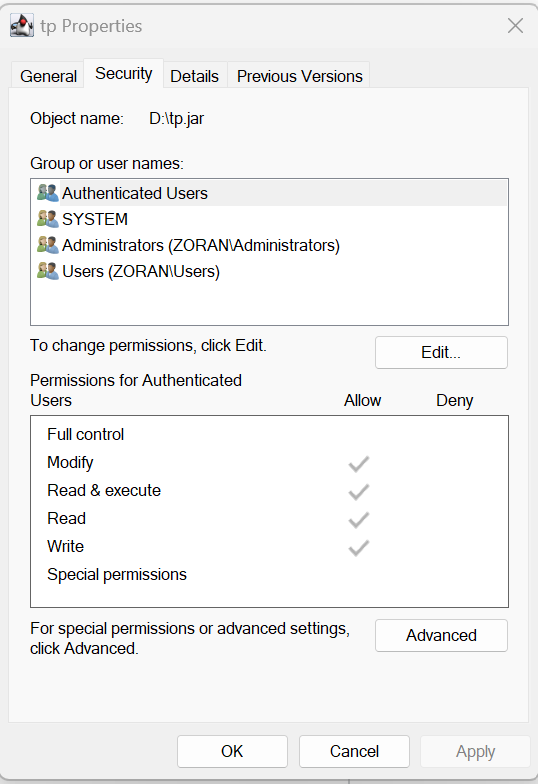 tp Properties
General Security Details Previous Versions
Object name: D:\tp.jar
Group or user names:
Authenticated Users
SYSTEM
Administrators (ZORAN\Administrators)
Users (ZORAN\Users)
To change permissions, click Edit.
Edit...
Permissions for Authenticated
Users
Allow Deny
Full control
Modify
Read & execute
Read
Write
Special permissions
For special permissions or advanced settings,
click Advanced.
Advanced
OK Cancel Apply